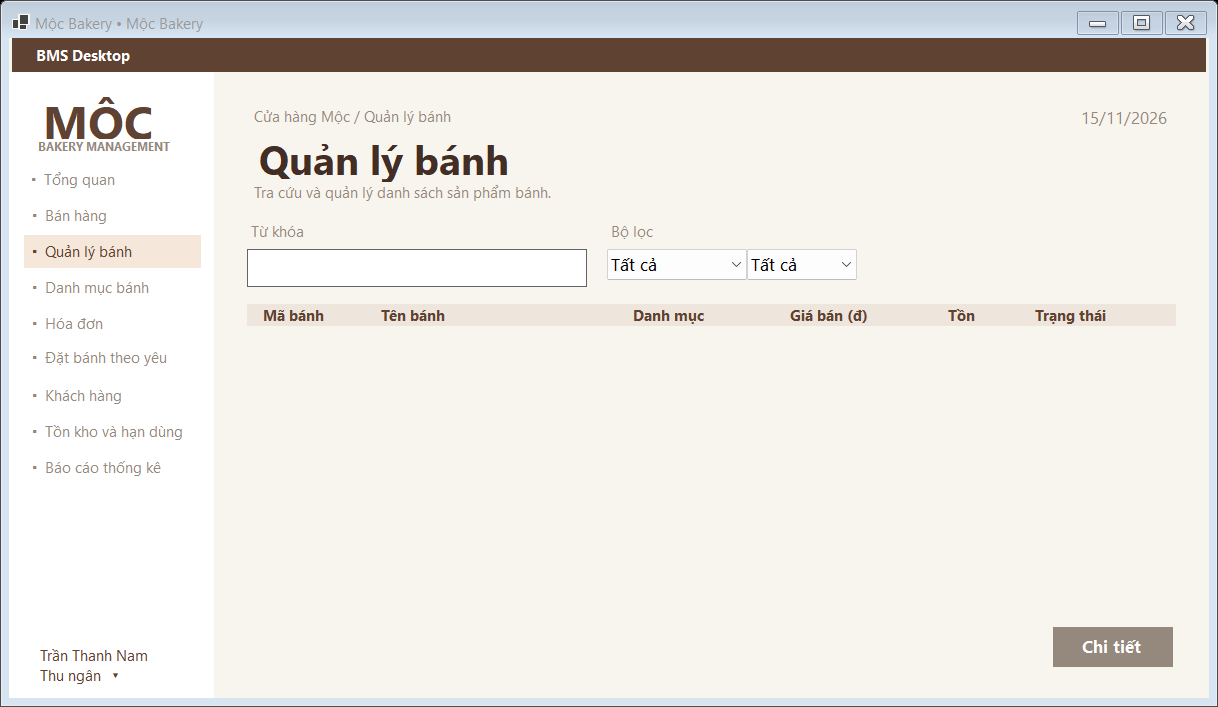 Mộc Bakery • Mộc Bakery
BMS Desktop
MÔC
BAKERY MANAGEMENT
▪ Tổng quan
▪ Bán hàng
▪ Quản lý bánh
▪ Danh mục bánh
▪ Hóa đơn
▪ Đặt bánh theo yêu
▪ Khách hàng
▪ Tồn kho và hạn dùng
▪ Báo cáo thống kê
Trần Thanh Nam
Thu ngân ▾
Cửa hàng Mộc / Quản lý bánh
15/11/2026
Quản lý bánh
Tra cứu và quản lý danh sách sản phẩm bánh.
Từ khóa
Bộ lọc
Tất cả Tất cả
Mã bánh Tên bánh Danh mục Giá bán (đ) Tồn Trạng thái
Chi tiết